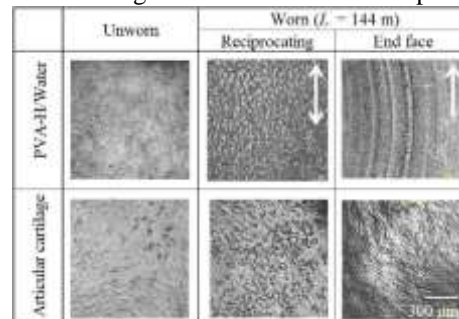 Worn (L = 144 m)
Unworn
Reciprocating
End face
PVA-H/Water
Articular cartilage
300 μm